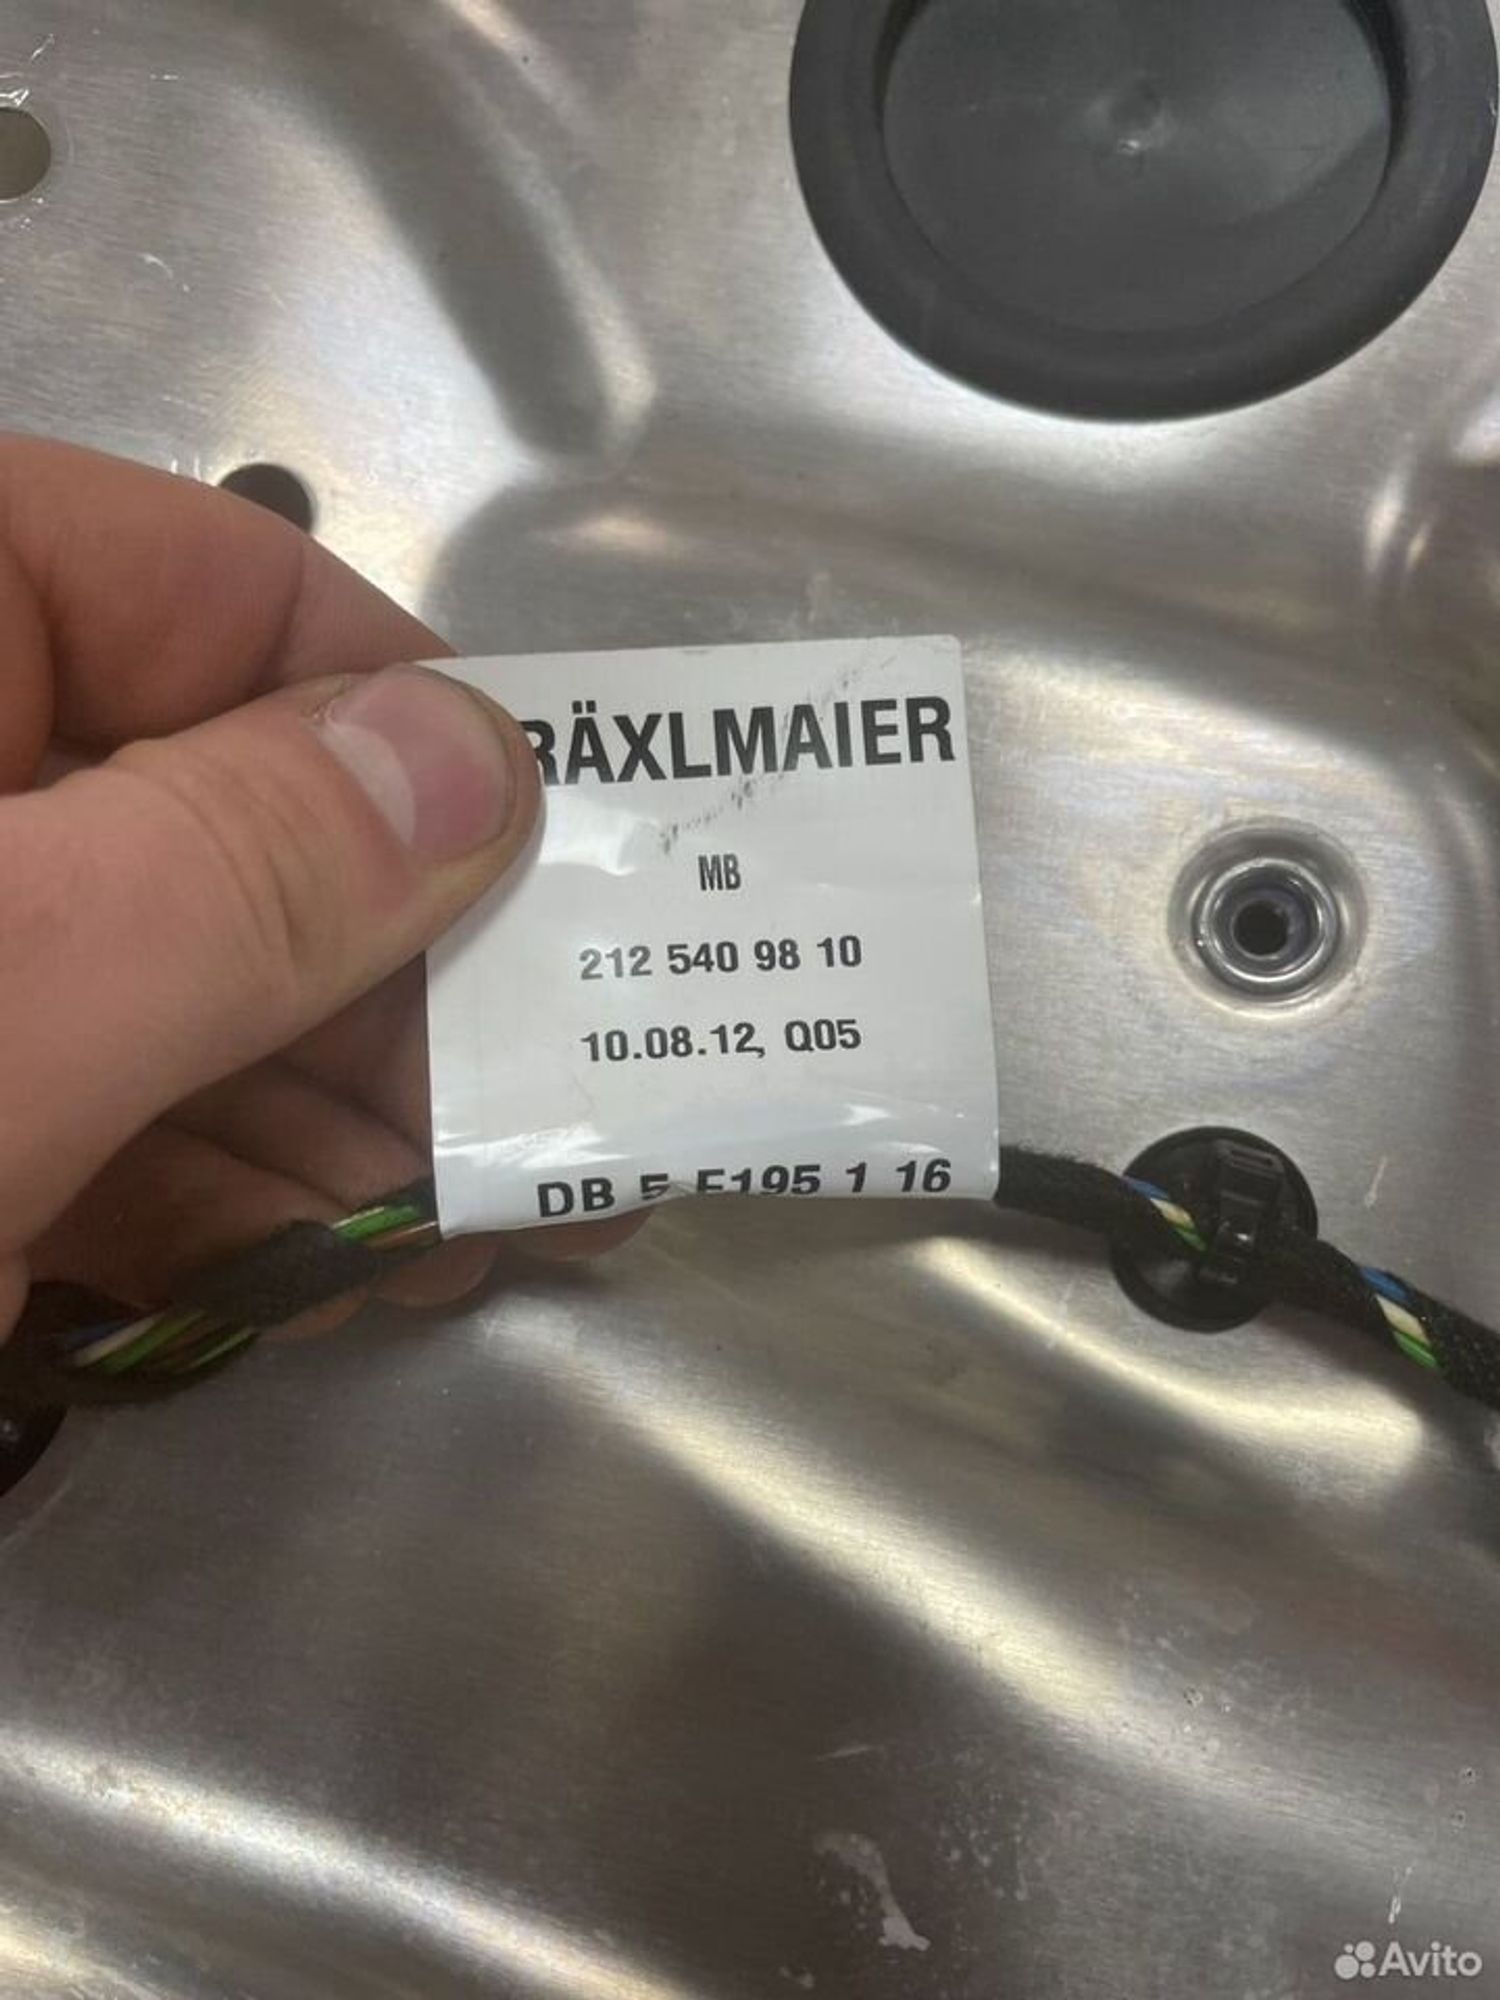 RÄXLMAIER
MB
212 540 98 10
10.08.12, Q05
DB 5 E195 1 16
Avito